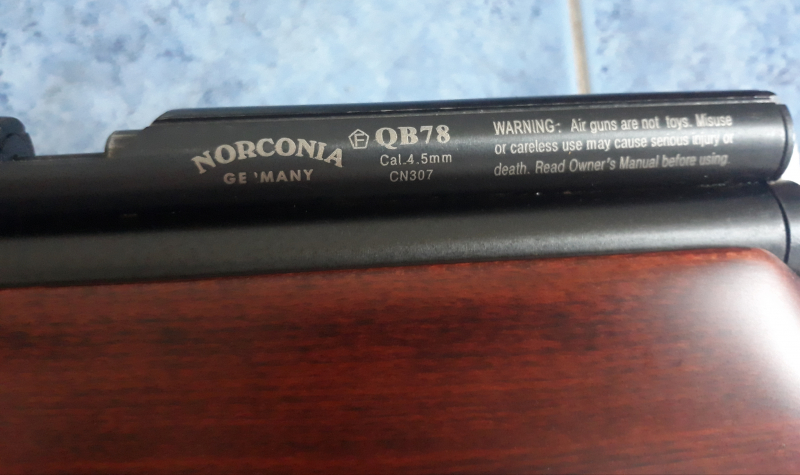 NORCONIA
GE MANY
F QB78
Cal.4.5mm
CN307
WARNING: Air guns are not toys. Misuse
or careless use may cause serious injury or
death. Read Owner's Manual before using.